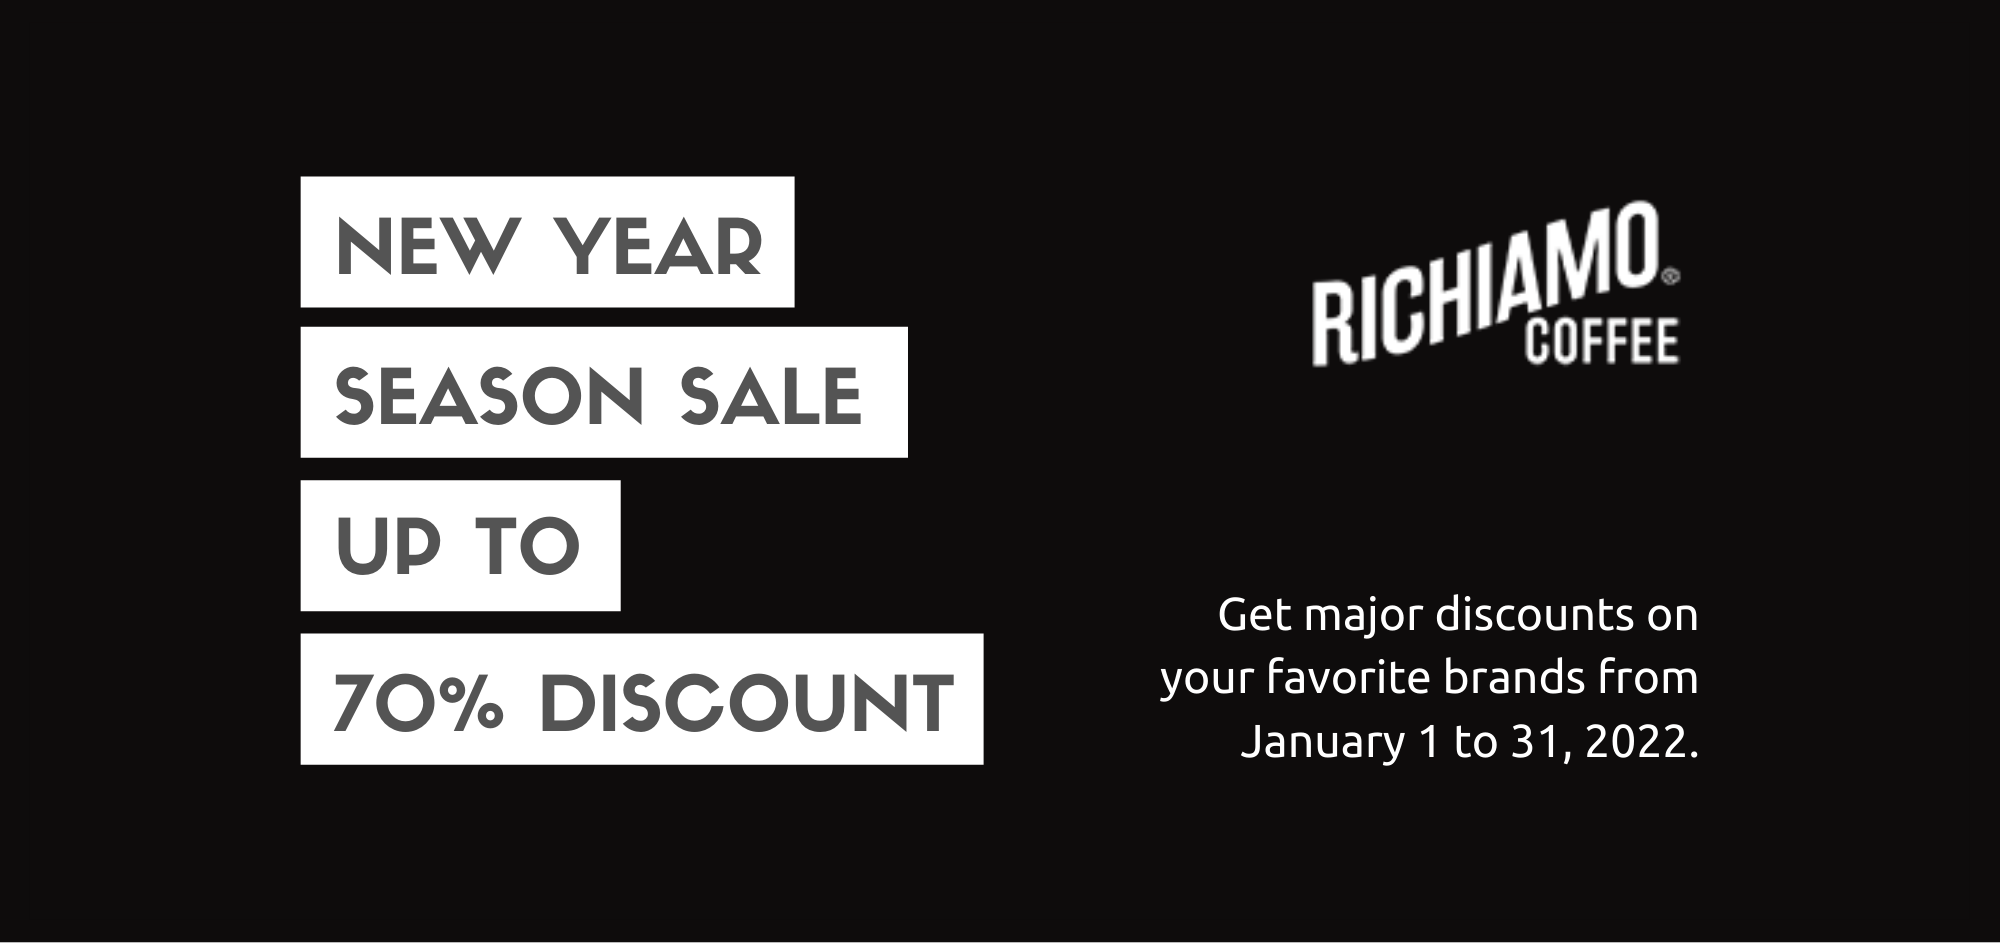 NEW YEAR
SEASON SALE
UP TO
70% DISCOUNT
RICHIAMO®
COFFEE
Get major discounts on
your favorite brands from
January 1 to 31, 2022.